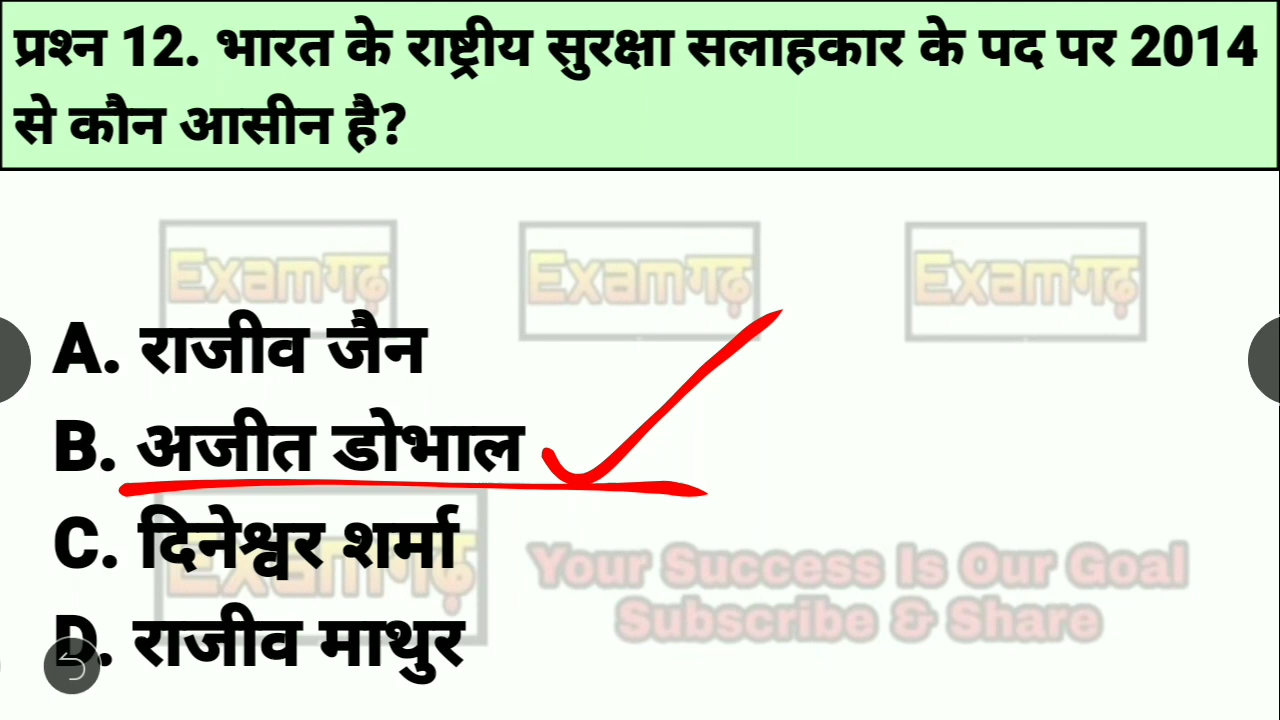 प्रश्न 12. भारत के राष्ट्रीय सुरक्षा सलाहकार के पद पर 2014
से कौन आसीन है?
Examगढ़ Examगढ़ Examगढ़
A. राजीव जैन
B. अजीत डोभाल
C. दिनेश्वर शर्मा
Examगढ़
Your Success Is Our Goal
Subscribe & Share
D. राजीव माथुर